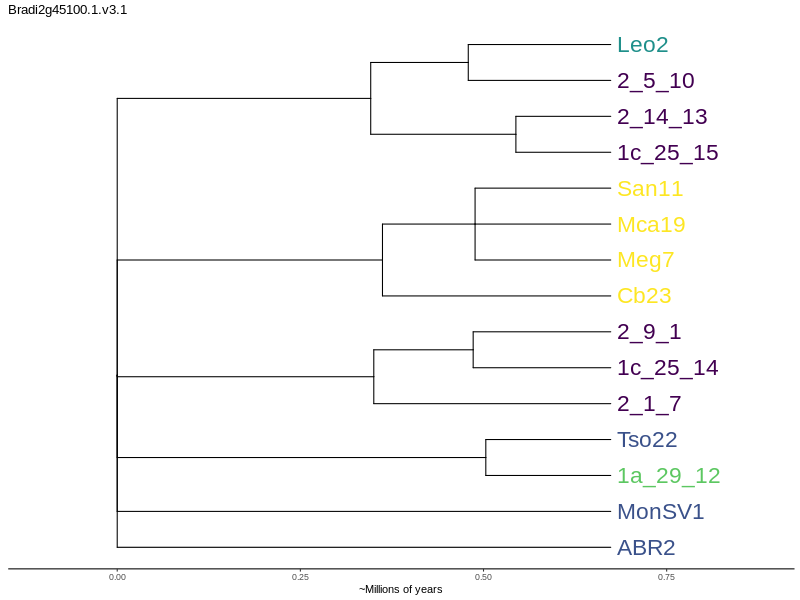 Bradi2g45100.1.v3.1
Leo2
2_5_10
2_14_13
1c_25_15
San11
Mca19
Meg7
Cb23
2_9_1
1c_25_14
2_1_7
Tso22
1a_29_12
MonSV1
ABR2
0.00 0.25 0.50 0.75
~Millions of years